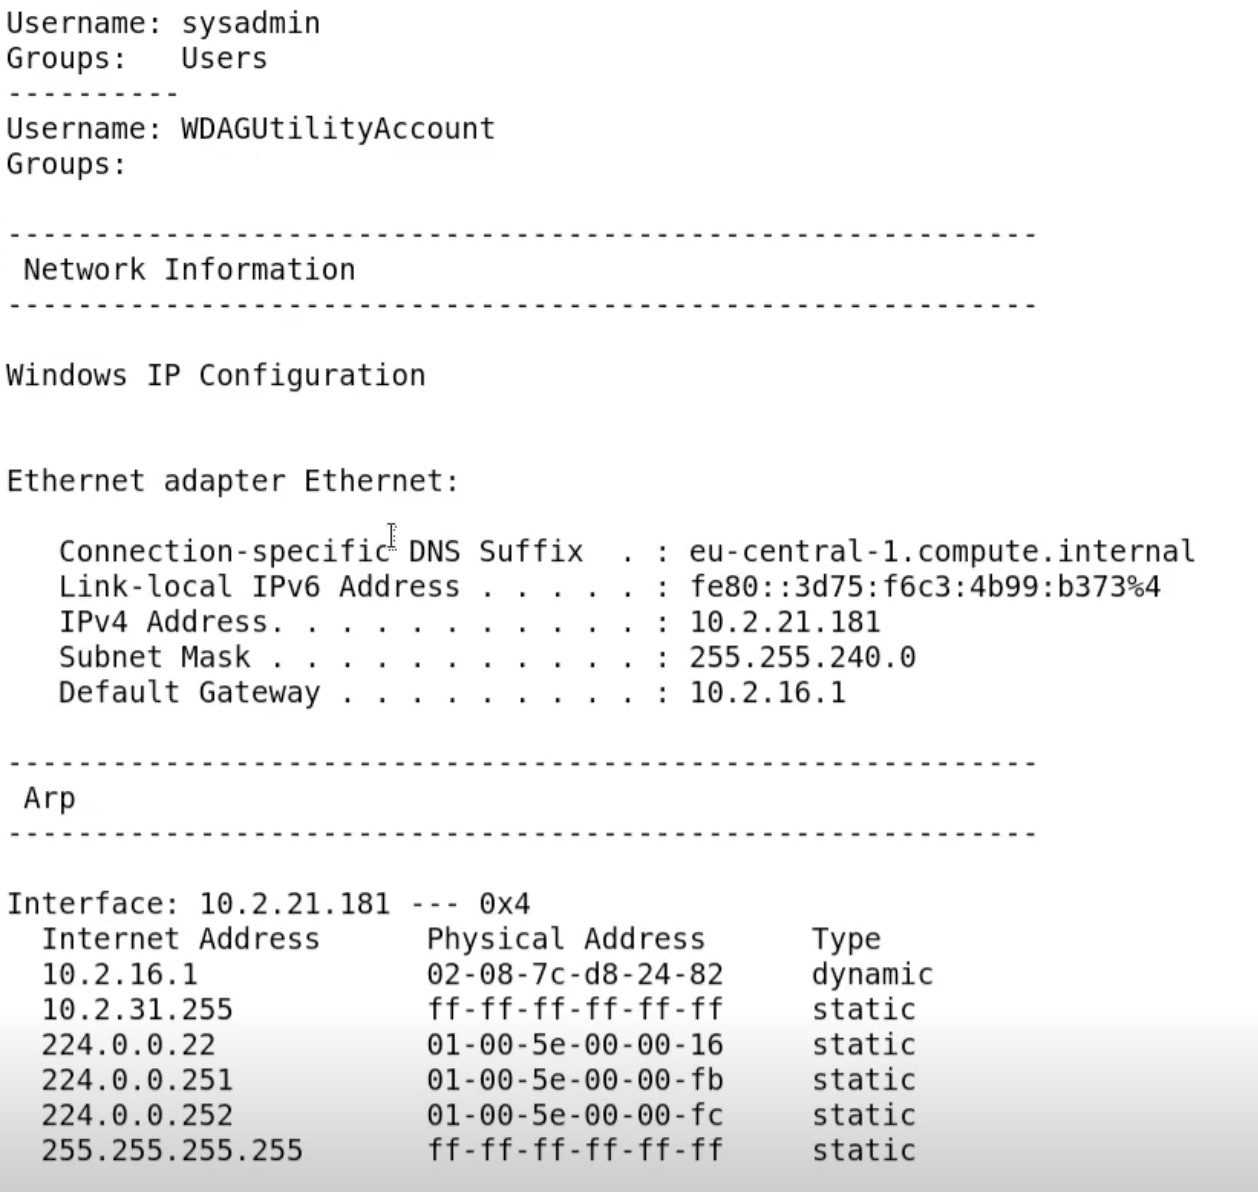 Username: sysadmin
Groups:   Users
----------
Username: WDAGUtilityAccount
Groups:
-----------------------------------------------------------
 Network Information
-----------------------------------------------------------
Windows IP Configuration
Ethernet adapter Ethernet:
   Connection-specific DNS Suffix  . : eu-central-1.compute.internal
   Link-local IPv6 Address . . . . . : fe80::3d75:f6c3:4b99:b373%4
   IPv4 Address. . . . . . . . . . . : 10.2.21.181
   Subnet Mask . . . . . . . . . . . : 255.255.240.0
   Default Gateway . . . . . . . . . : 10.2.16.1
-----------------------------------------------------------
 Arp
-----------------------------------------------------------
Interface: 10.2.21.181 --- 0x4
  Internet Address      Physical Address      Type
  10.2.16.1             02-08-7c-d8-24-82     dynamic
  10.2.31.255           ff-ff-ff-ff-ff-ff     static
  224.0.0.22            01-00-5e-00-00-16     static
  224.0.0.251           01-00-5e-00-00-fb     static
  224.0.0.252           01-00-5e-00-00-fc     static
  255.255.255.255       ff-ff-ff-ff-ff-ff     static